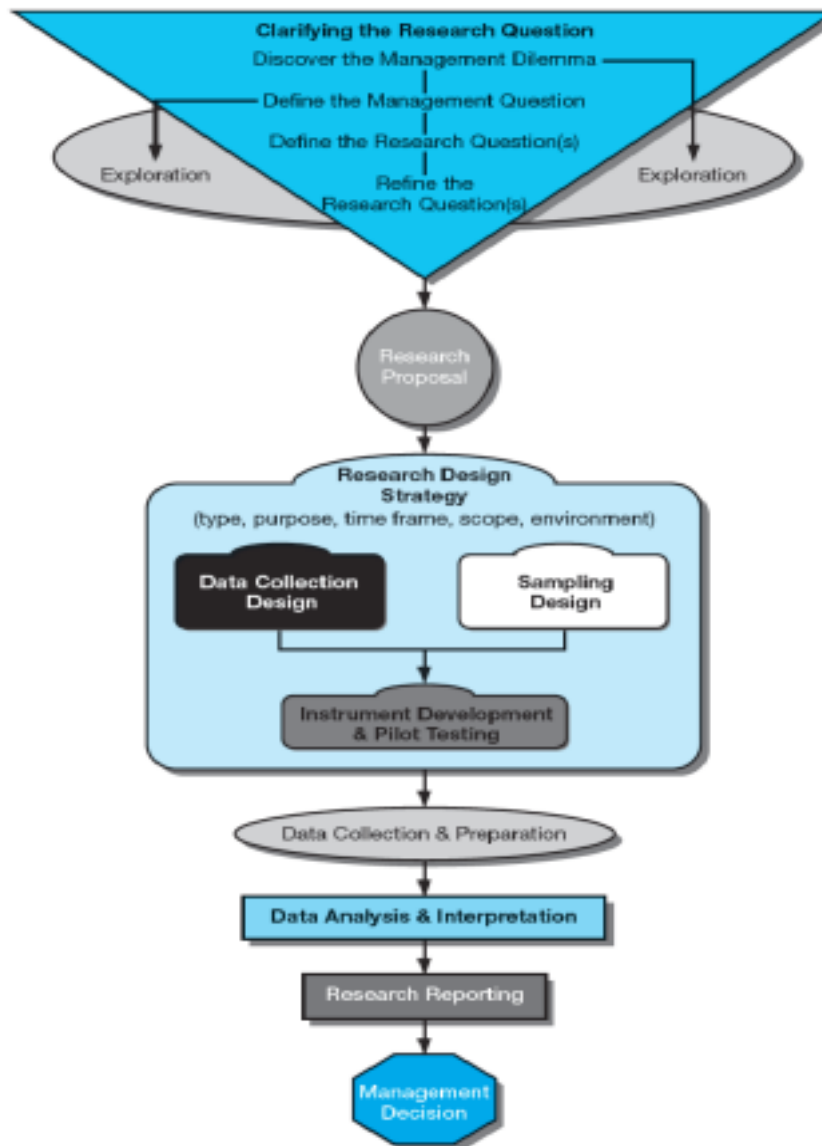 Clarifying the Research Question
Discover the Management Dilemma
Define the Management Question
Define the Research Question(s)
Exploration
Exploration
Refine the
Research Question(s)
Research
Proposal
Research Design
Strategy
(type, purpose, time frame, scope, environment)
Data Collection
Design
Sampling
Design
Instrument Development
& Pilot Testing
Data Collection & Preparation
Data Analysis & Interpretation
Research Reporting
Management
Decision